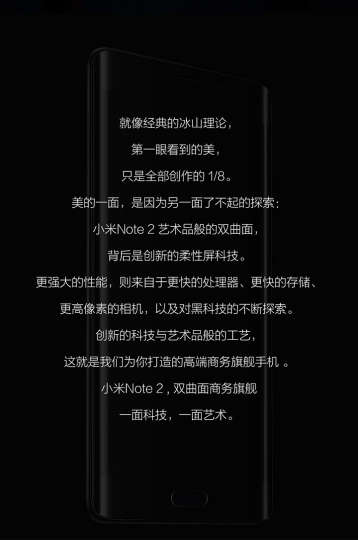 就像经典的冰山理论，
第一眼看到的美，
只是全部创作的 1/8。
美的一面，是因为另一面了不起的探索：
小米Note 2 艺术品般的双曲面，
背后是创新的柔性屏科技。
更强大的性能，则来自于更快的处理器、更快的存储、
更高像素的相机，以及对黑科技的不断探索。
创新的科技与艺术品般的工艺，
这就是我们为你打造的高端商务旗舰手机 。
小米Note 2 , 双曲面商务旗舰
一面科技，一面艺术。